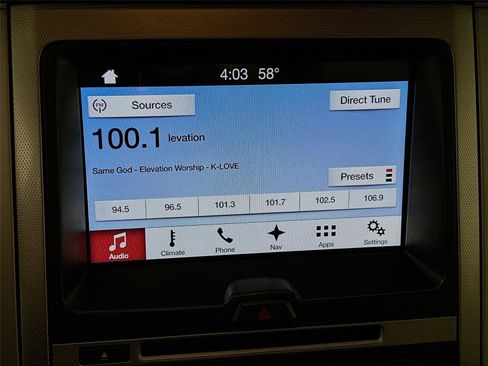 4:03 58°
FM Sources Direct Tune
100.1 levation
Same God - Elevation Worship - K-LOVE
Presets
94.5 96.5 101.3 101.7 102.5 106.9
Audio Climate Phone Nav Apps Settings